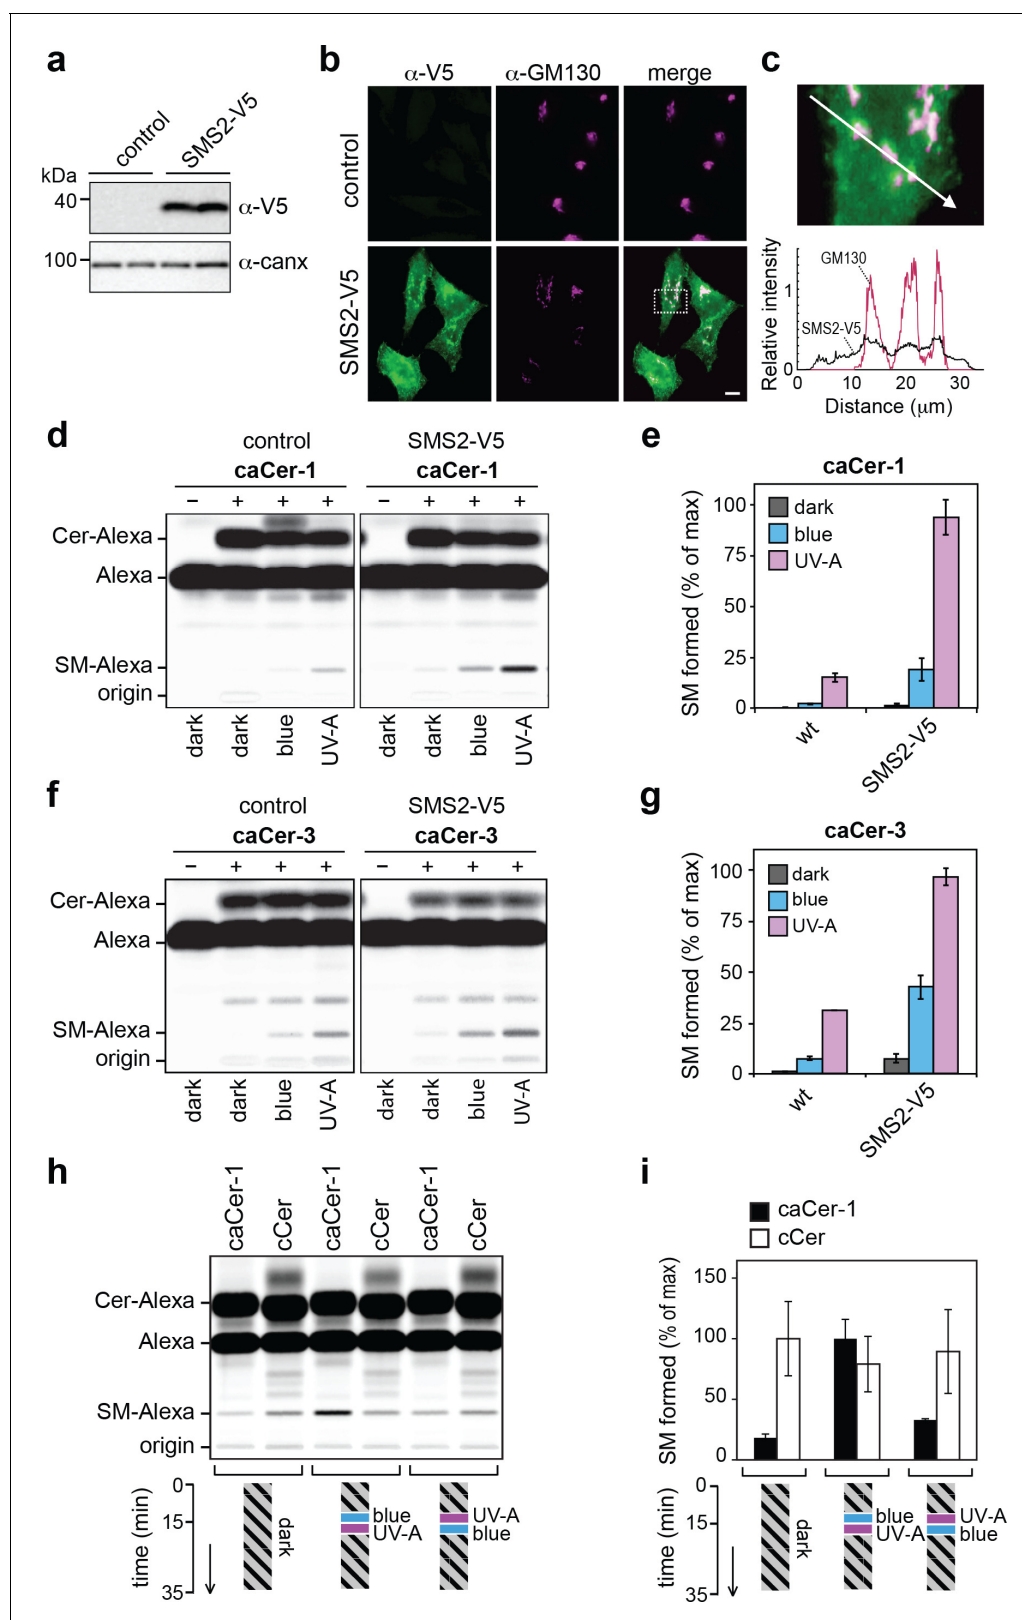 a
control
SMS2-V5
kDa
40
α-V5
100
α-canx
b
α-V5
α-GM130
merge
control
SMS2-V5
c
GM130
SMS2-V5
Relative intensity
1
0
0
10
20
30
Distance (μm)
d
control
SMS2-V5
caCer-1
caCer-1
– + + +
– + + +
Cer-Alexa
Alexa
SM-Alexa
origin
dark
dark
blue
UV-A
dark
dark
blue
UV-A
e
caCer-1
dark
blue
UV-A
SM formed (% of max)
100
75
50
25
0
wt
SMS2-V5
f
control
SMS2-V5
caCer-3
caCer-3
– + + +
– + + +
Cer-Alexa
Alexa
SM-Alexa
origin
dark
dark
blue
UV-A
dark
dark
blue
UV-A
g
caCer-3
dark
blue
UV-A
SM formed (% of max)
100
75
50
25
0
wt
SMS2-V5
h
caCer-1
cCer
caCer-1
cCer
caCer-1
cCer
Cer-Alexa
Alexa
SM-Alexa
origin
time (min)
0
15
35
dark
blue
UV-A
UV-A
blue
i
caCer-1
cCer
SM formed (% of max)
150
100
50
0
time (min)
0
15
35
dark
blue
UV-A
UV-A
blue